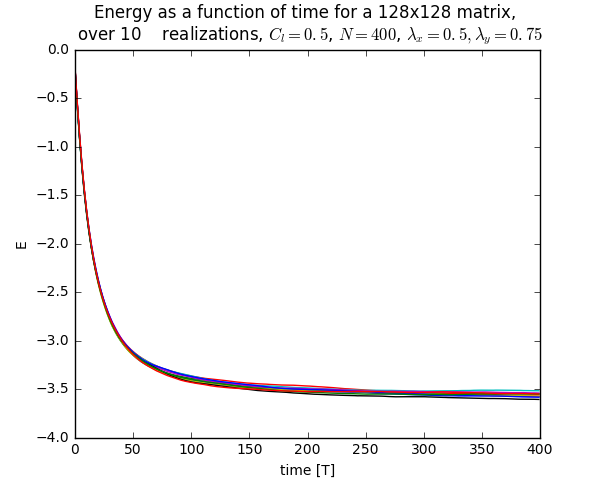 Energy as a function of time for a 128x128 matrix,
over 10    realizations, $C_l = 0.5$, $N = 400$, $\lambda_x = 0.5, \lambda_y = 0.75$
0.0
−0.5
−1.0
−1.5
−2.0
−2.5
−3.0
−3.5
−4.0
E
0 50 100 150 200 250 300 350 400
time [T]